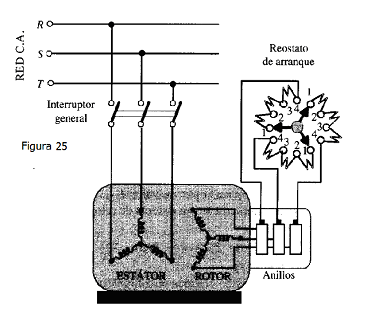 RED C.A.
R
S
T
Interruptor
general
Figura 25
Reostato
de arranque
1
2
3
4
1
2
3
4
1
2
3
4
ESTÁTOR
ROTOR
Anillos